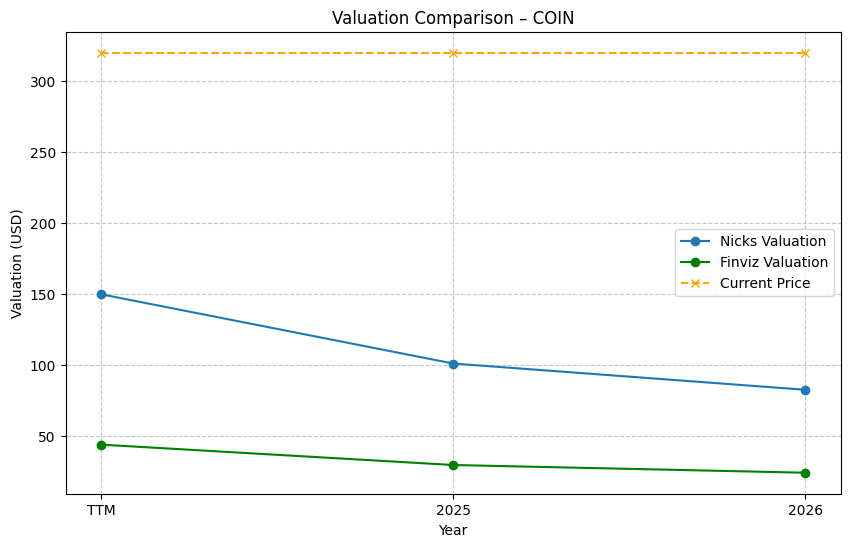 Valuation Comparison – COIN
Valuation (USD)
300
250
200
150
100
50
Nicks Valuation
Finviz Valuation
Current Price
TTM
2025
2026
Year